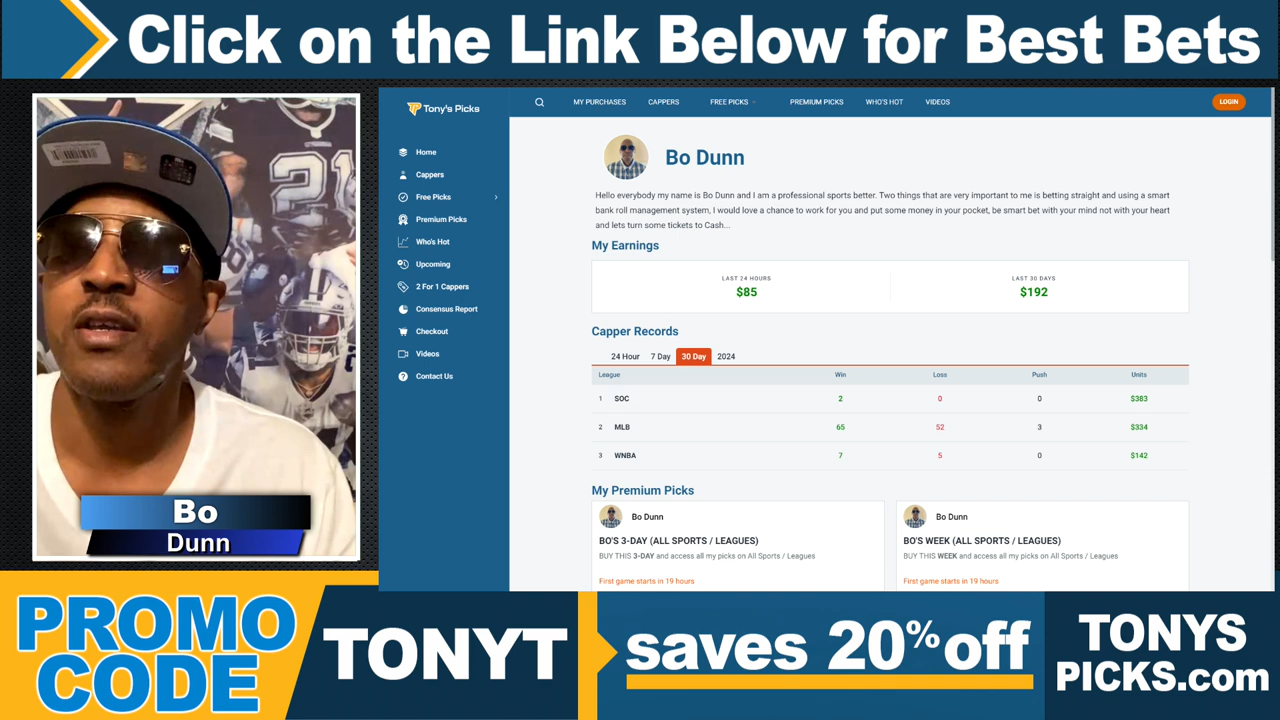 Click on the Link Below for Best Bets
Tony's Picks
MY PURCHASES
CAPPERS
FREE PICKS
PREMIUM PICKS
WHO'S HOT
VIDEOS
LOGIN
Home
Cappers
Free Picks
Premium Picks
Who's Hot
Upcoming
2 For 1 Cappers
Consensus Report
Checkout
Videos
Contact Us
Bo Dunn
Hello everybody my name is Bo Dunn and I am a professional sports better. Two things that are very important to me is betting straight and using a smart
bank roll management system, I would love a chance to work for you and put some money in your pocket, be smart bet with your mind not with your heart
and lets turn some tickets to Cash...
My Earnings
LAST 24 HOURS
$85
LAST 30 DAYS
$192
Capper Records
24 Hour 7 Day 30 Day 2024
League Win Loss Push Units
1 SOC 2 0 0 $383
2 MLB 65 52 3 $334
3 WNBA 7 5 0 $142
My Premium Picks
Bo Dunn
BO'S 3-DAY (ALL SPORTS / LEAGUES)
BUY THIS 3-DAY and access all my picks on All Sports / Leagues
First game starts in 19 hours
Bo Dunn
BO'S WEEK (ALL SPORTS / LEAGUES)
BUY THIS WEEK and access all my picks on All Sports / Leagues
First game starts in 19 hours
21
Bo
Dunn
PROMO
CODE
TONYT
saves 20% off
TONYS
PICKS.com